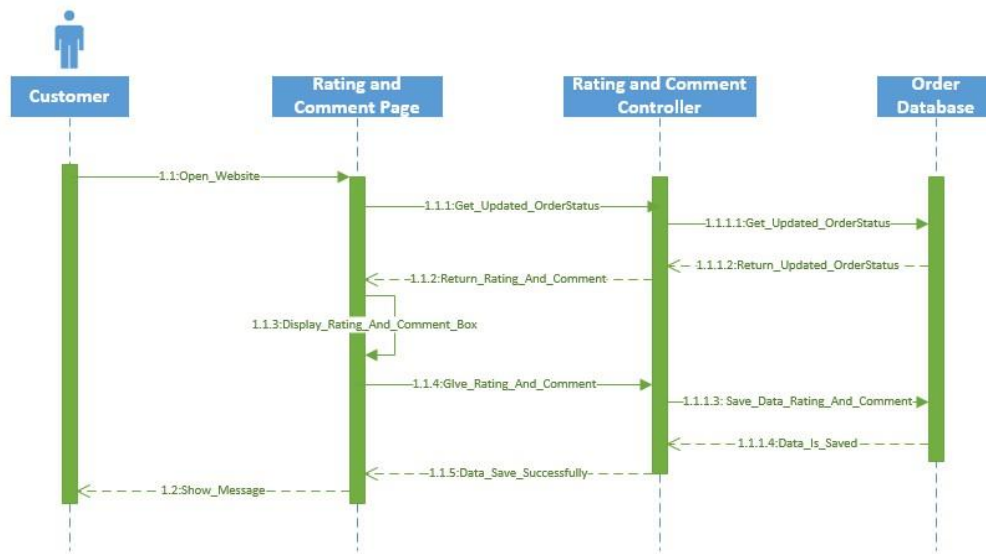 Customer
Rating and
Comment Page
Rating and Comment
Controller
Order
Database
1.1:Open_Website
1.1.1:Get_Updated_OrderStatus
1.1.1.1:Get_Updated_OrderStatus
1.1.1.2:Return_Updated_OrderStatus
1.1.2:Return_Rating_And_Comment
1.1.3:Display_Rating_And_Comment_Box
1.1.4:GIve_Rating_And_Comment
1.1.1.3: Save_Data_Rating_And_Comment
1.1.1.4:Data_Is_Saved
1.1.5:Data_Save_Successfully
1.2:Show_Message